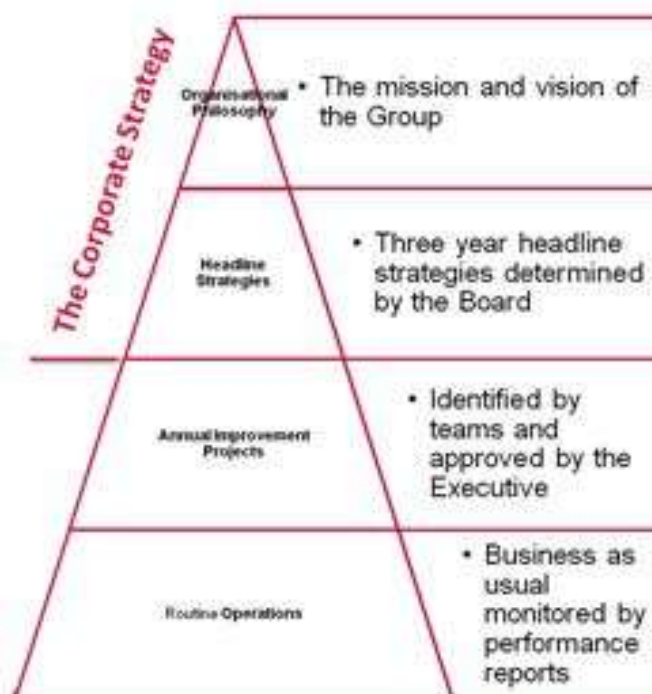 The Corporate Strategy
Organisational
Philosophy
• The mission and vision of
the Group
Headline
Strategies
• Three year headline
strategies determined
by the Board
Annual Improvement
Projects
• Identified by
teams and
approved by the
Executive
Routine Operations
• Business as
usual
monitored by
performance
reports